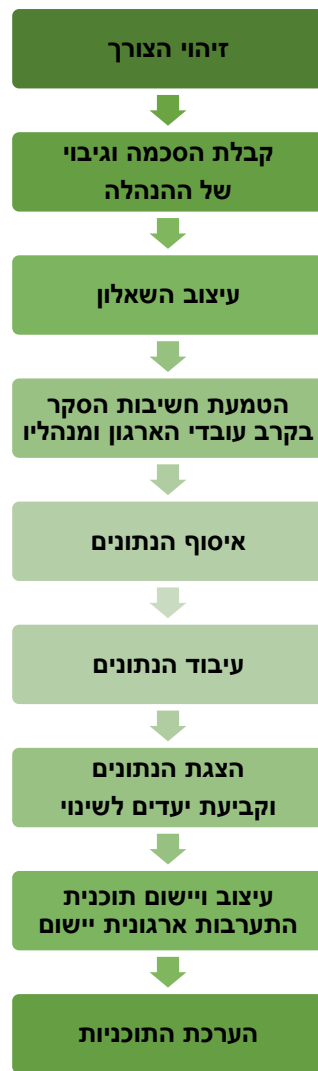 זיהוי הצורך
קבלת הסכמה וגיבוי
של ההנהלה
עיצוב השאלון
הטמעת חשיבות הסקר
בקרב עובדי הארגון ומנהליו
איסוף הנתונים
עיבוד הנתונים
הצגת הנתונים
וקביעת יעדים לשינוי
עיצוב ויישום תוכנית
התערבות ארגונית יישום
הערכת התוכניות